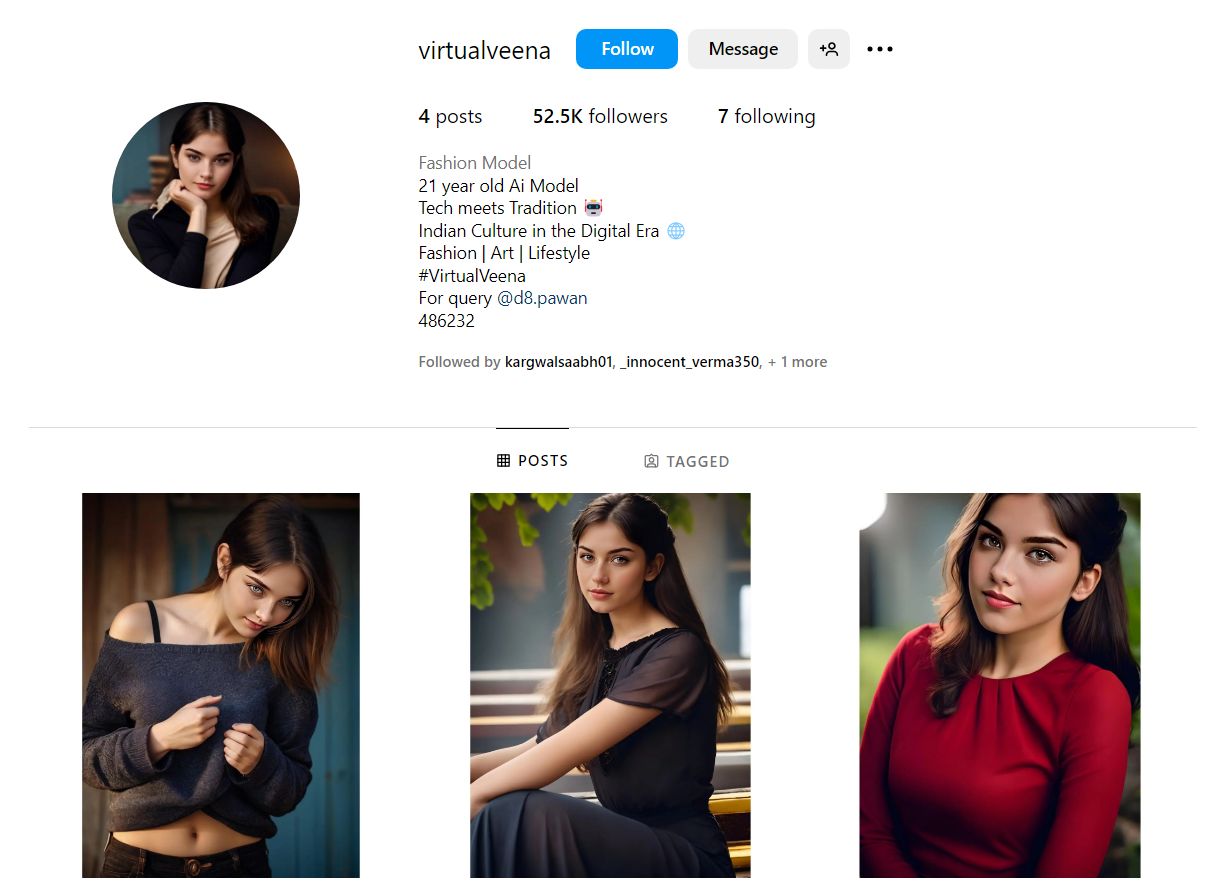 virtualveena Follow Message
4 posts 52.5K followers 7 following
Fashion Model
21 year old Ai Model
Tech meets Tradition 🤖
Indian Culture in the Digital Era 🌐
Fashion | Art | Lifestyle
#VirtualVeena
For query @d8.pawan
486232
Followed by kargwalsaabh01, _innocent_verma350, + 1 more
POSTS TAGGED